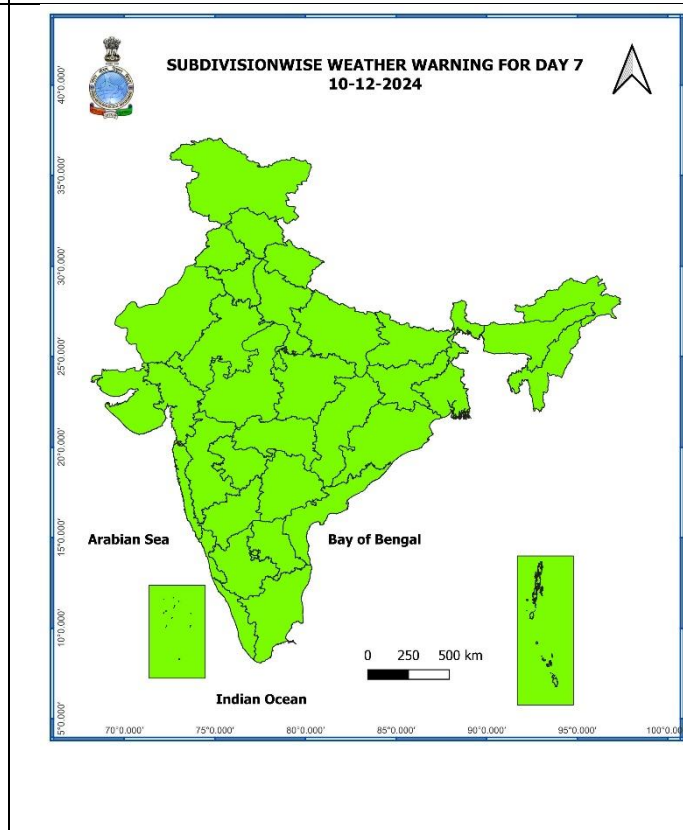 SUBDIVISIONWISE WEATHER WARNING FOR DAY 7
10-12-2024
40°0.000'
35°0.000'
30°0.000'
25°0.000'
20°0.000'
15°0.000'
10°0.000'
5°0.000'
Arabian Sea
Bay of Bengal
0 250 500 km
Indian Ocean
70°0.000' 75°0.000' 80°0.000' 85°0.000' 90°0.000' 95°0.000' 100°0.0